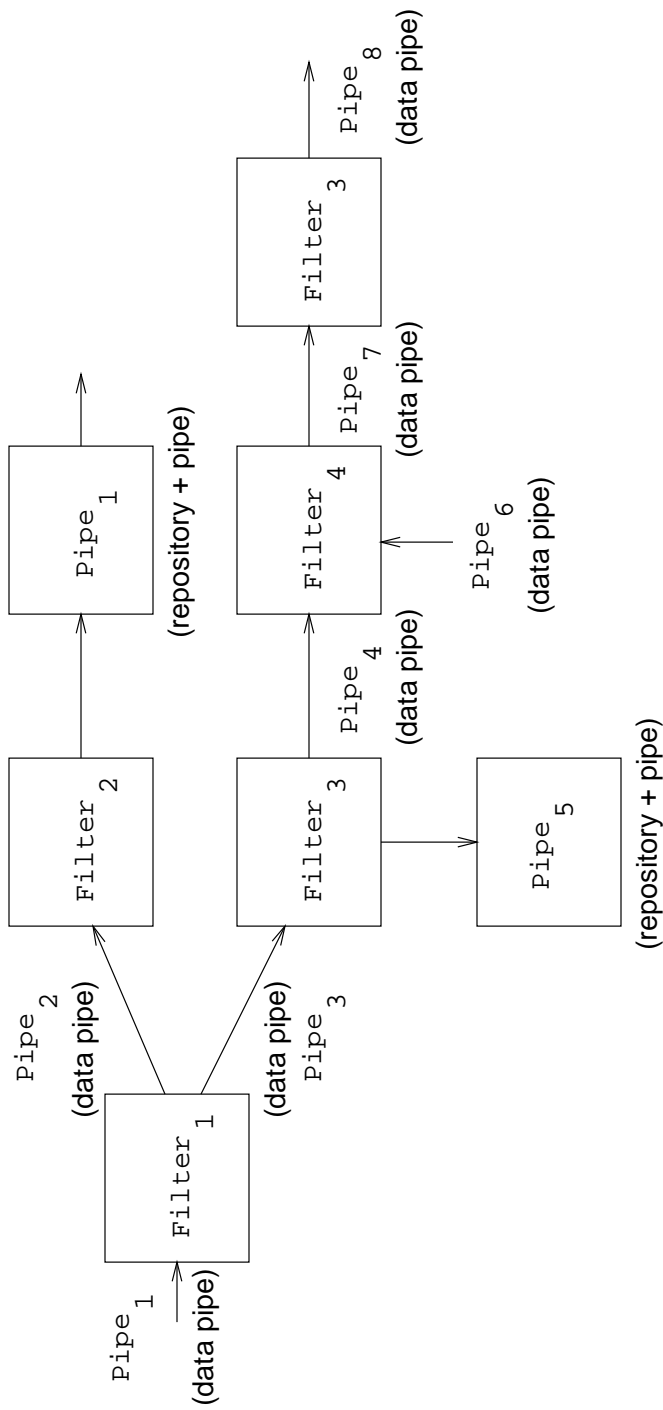 Pipe 1
(data pipe)
Filter 1
Pipe 2
(data pipe)
(data pipe)
Pipe 3
Filter 2
Filter 3
Pipe 5
(repository + pipe)
Pipe 1
(repository + pipe)
Pipe 4
(data pipe)
Filter 4
Pipe 6
(data pipe)
Pipe 7
(data pipe)
Filter 3
Pipe 8
(data pipe)